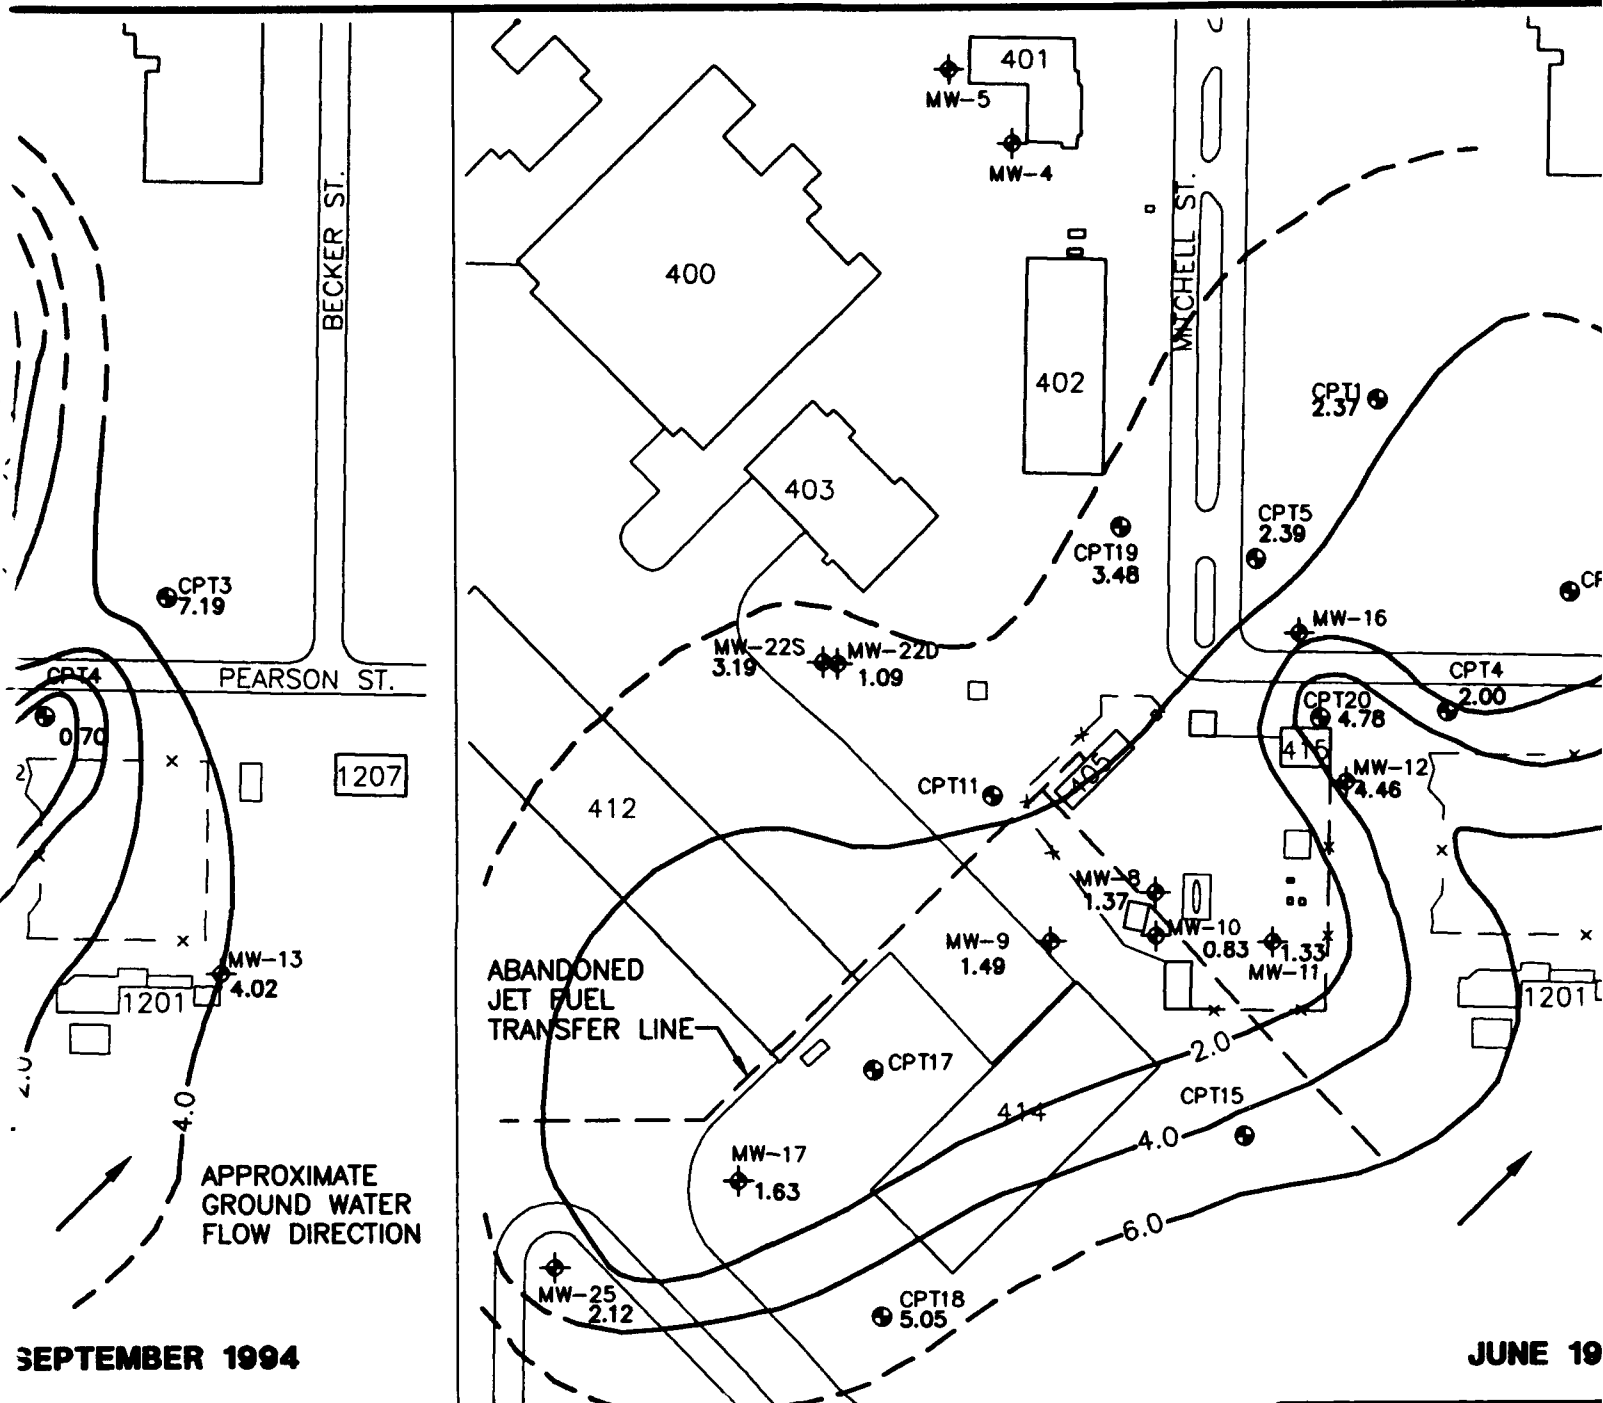 401
MW-5
MW-4
BECKER ST.
MITCHELL ST.
400
402
CPT1
2.37
403
CPT5
2.39
CPT19
3.48
CPT3
7.19
MW-16
MW-22S
3.19
MW-22D
1.09
CPT4
PEARSON ST.
CPT4
2.00
CPT20
4.78
0.70
415
1207
405
MW-12
4.46
CPT11
412
MW-8
1.37
MW-10
0.83
MW-9
1.49
1.33
MW-11
MW-13
4.02
ABANDONED
JET FUEL
TRANSFER LINE
1201
1201
2.0
CPT17
2.0
4.0
414
CPT15
4.0
MW-17
1.63
APPROXIMATE
GROUND WATER
FLOW DIRECTION
6.0
MW-25
2.12
CPT18
5.05
SEPTEMBER 1994
JUNE 19